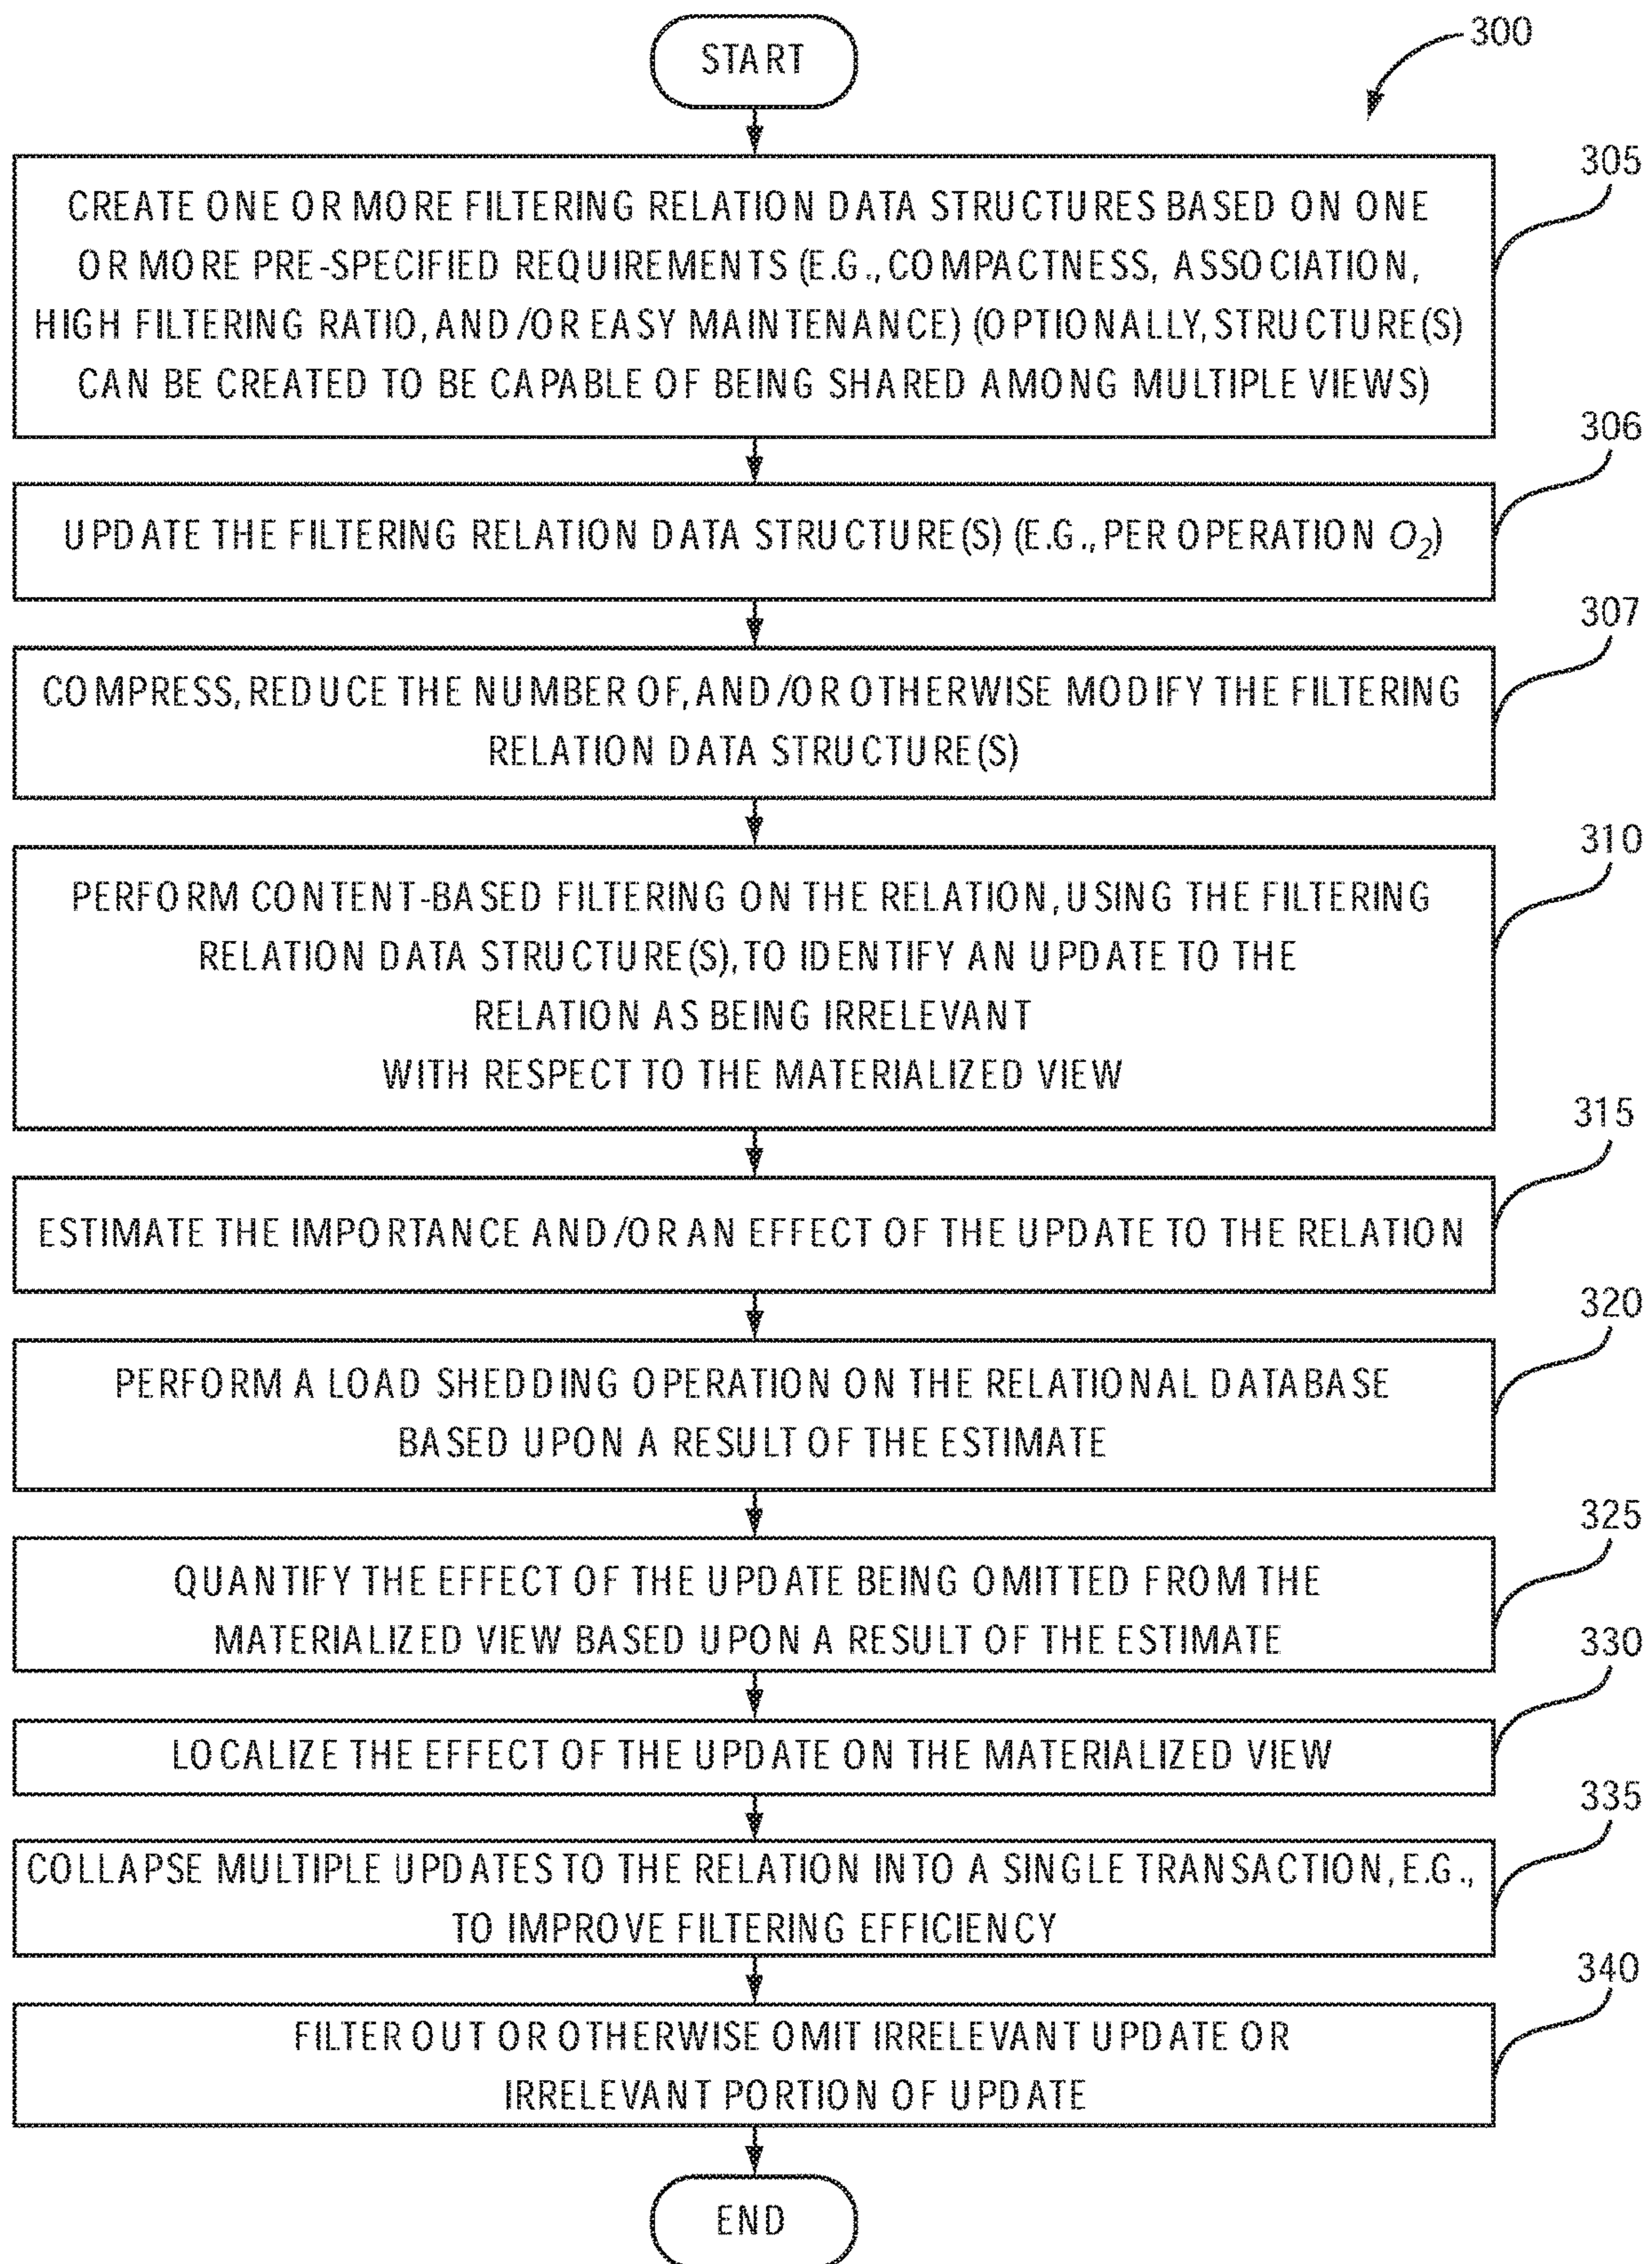 START
300
305
CREATE ONE OR MORE FILTERING RELATION DATA STRUCTURES BASED ON ONE
OR MORE PRE-SPECIFIED REQUIREMENTS (E.G., COMPACTNESS, ASSOCIATION,
HIGH FILTERING RATIO, AND/OR EASY MAINTENANCE) (OPTIONALLY, STRUCTURE(S)
CAN BE CREATED TO BE CAPABLE OF BEING SHARED AMONG MULTIPLE VIEWS)
306
UPDATE THE FILTERING RELATION DATA STRUCTURE(S) (E.G., PER OPERATION O₂)
307
COMPRESS, REDUCE THE NUMBER OF, AND/OR OTHERWISE MODIFY THE FILTERING
RELATION DATA STRUCTURE(S)
310
PERFORM CONTENT-BASED FILTERING ON THE RELATION, USING THE FILTERING
RELATION DATA STRUCTURE(S), TO IDENTIFY AN UPDATE TO THE
RELATION AS BEING IRRELEVANT
WITH RESPECT TO THE MATERIALIZED VIEW
315
ESTIMATE THE IMPORTANCE AND/OR AN EFFECT OF THE UPDATE TO THE RELATION
320
PERFORM A LOAD SHEDDING OPERATION ON THE RELATIONAL DATABASE
BASED UPON A RESULT OF THE ESTIMATE
325
QUANTIFY THE EFFECT OF THE UPDATE BEING OMITTED FROM THE
MATERIALIZED VIEW BASED UPON A RESULT OF THE ESTIMATE
330
LOCALIZE THE EFFECT OF THE UPDATE ON THE MATERIALIZED VIEW
335
COLLAPSE MULTIPLE UPDATES TO THE RELATION INTO A SINGLE TRANSACTION, E.G.,
TO IMPROVE FILTERING EFFICIENCY
340
FILTER OUT OR OTHERWISE OMIT IRRELEVANT UPDATE OR
IRRELEVANT PORTION OF UPDATE
END